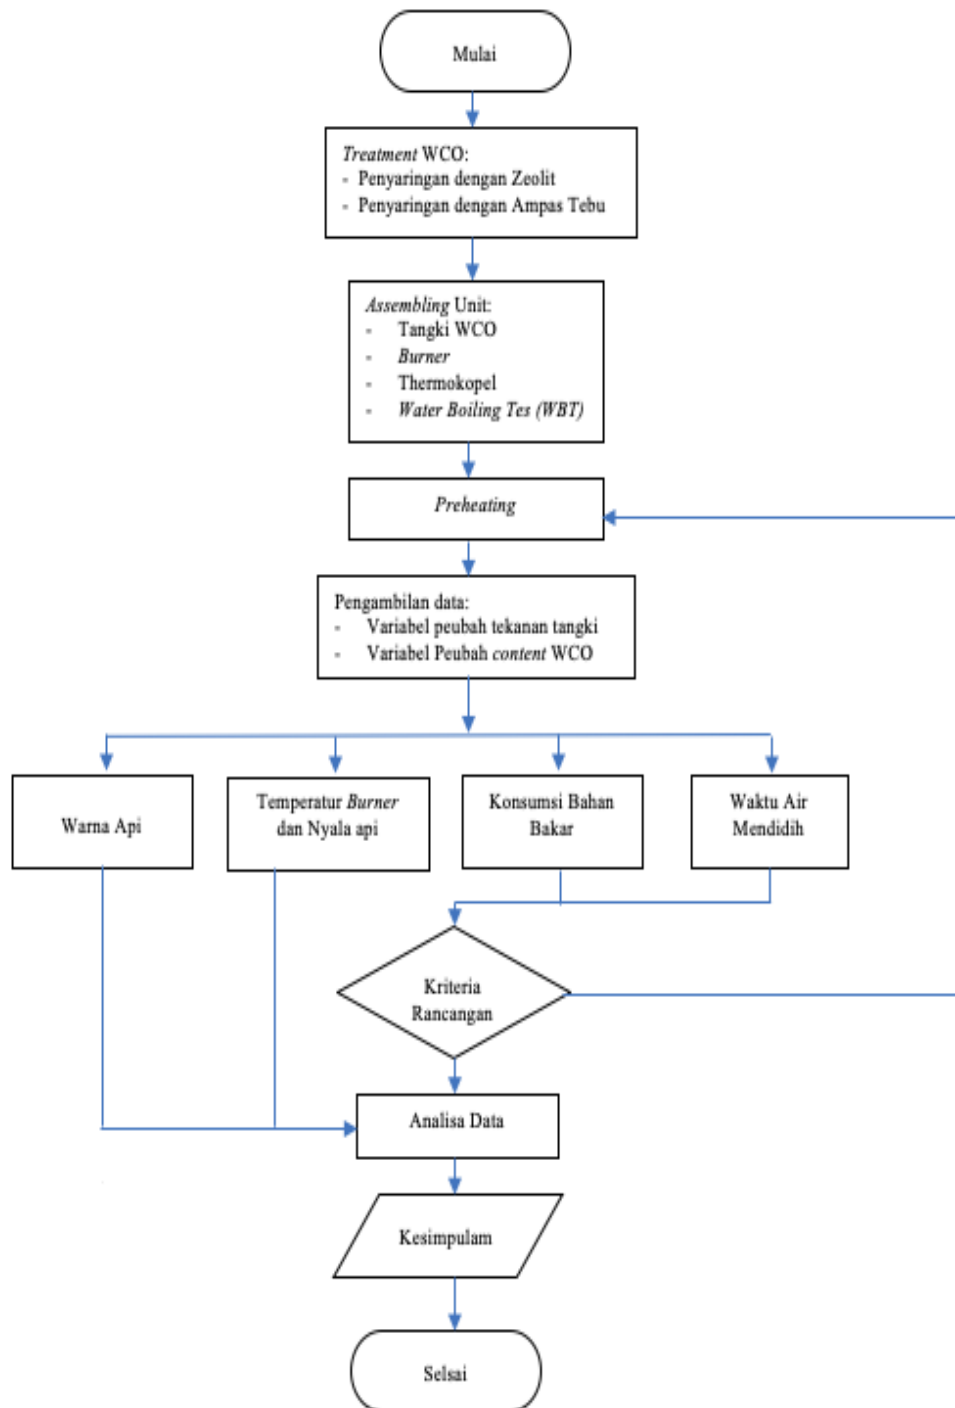 Mulai
Treatment WCO:
- Penyaringan dengan Zeolit
- Penyaringan dengan Ampas Tebu
Assembling Unit:
- Tangki WCO
- Burner
- Thermokopel
- Water Boiling Tes (WBT)
Preheating
Pengambilan data:
- Variabel peubah tekanan tangki
- Variabel Peubah content WCO
Warna Api
Temperatur Burner
dan Nyala api
Konsumsi Bahan
Bakar
Waktu Air
Mendidih
Kriteria
Rancangan
Analisa Data
Kesimpulam
Selsai